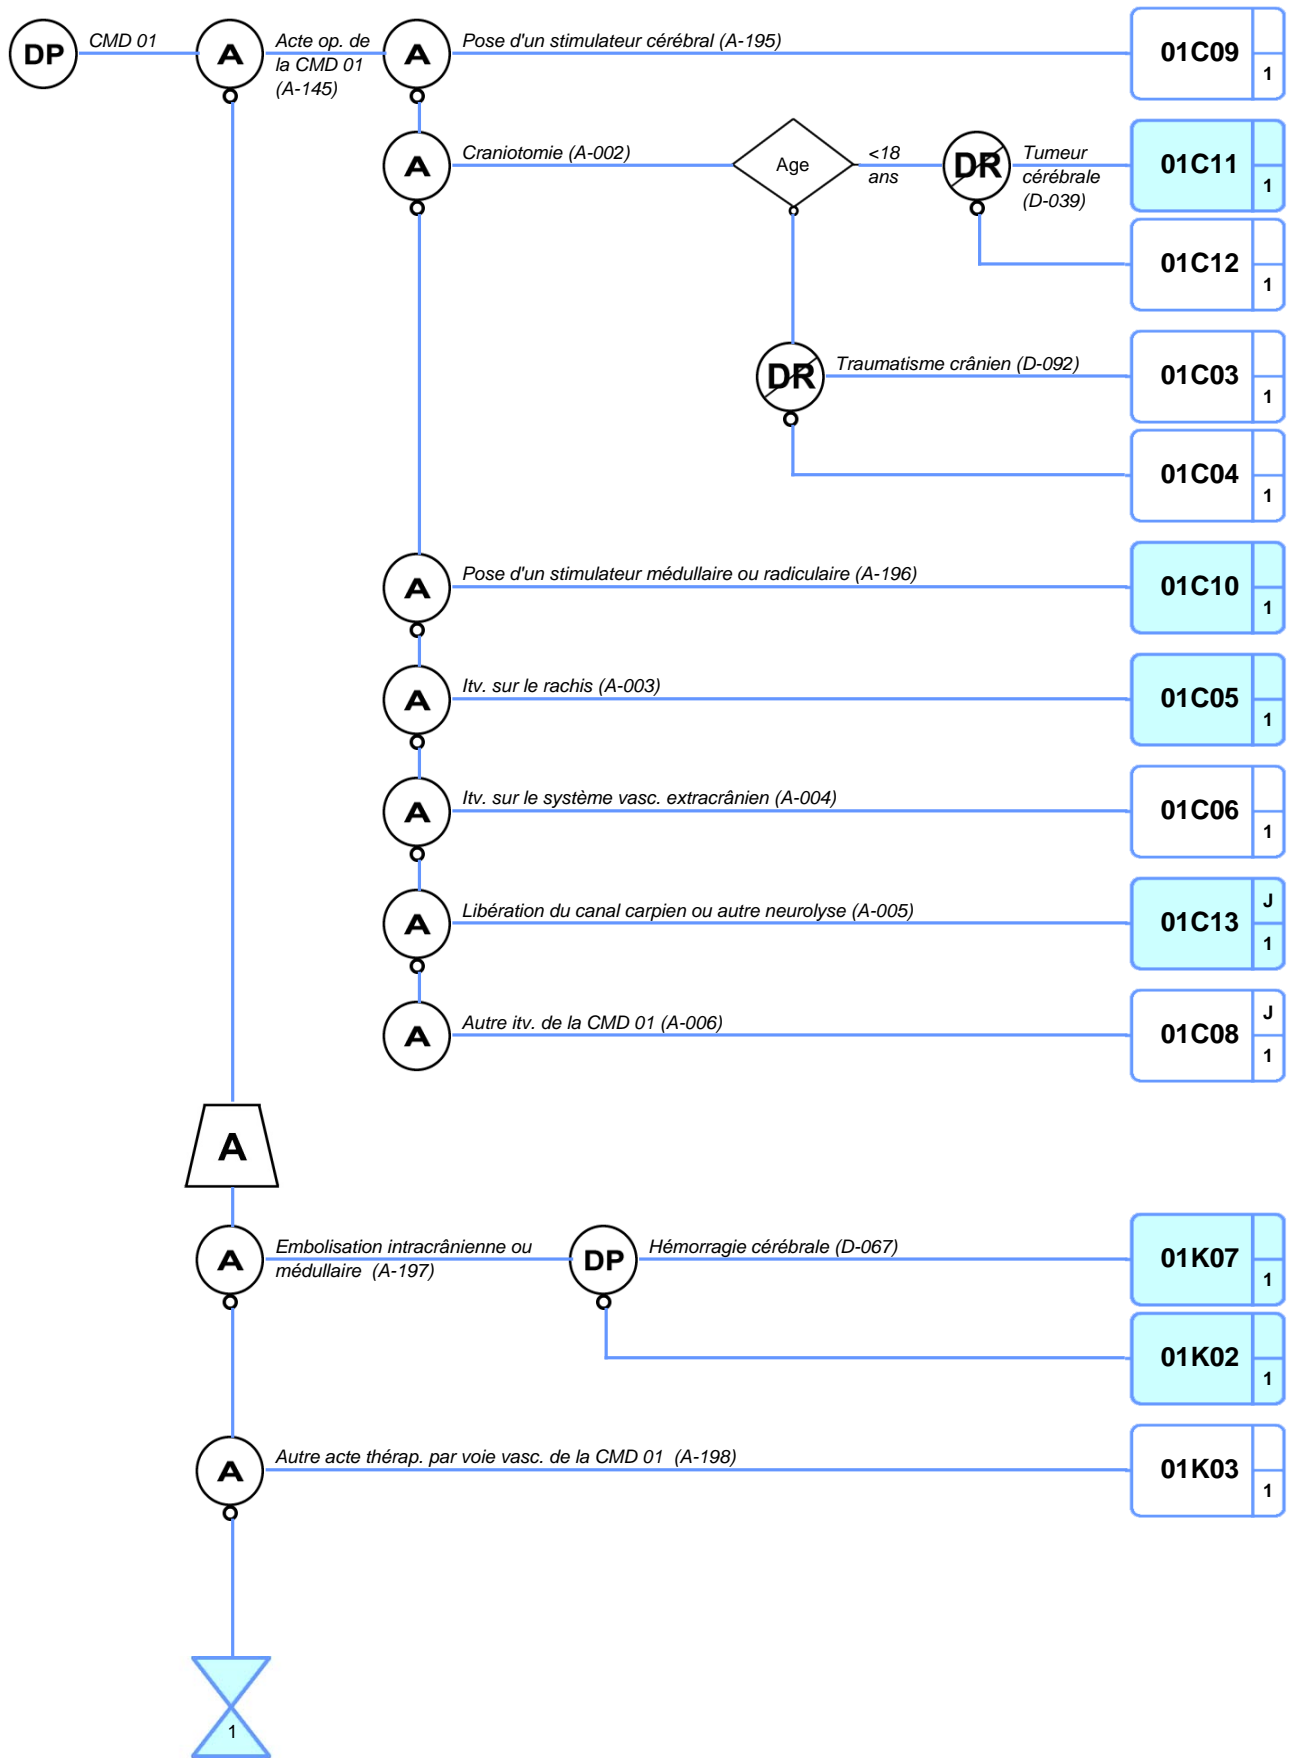 DP
CMD 01
A
Acte op. de
la CMD 01
(A-145)
A
Pose d'un stimulateur cérébral (A-195)
01C09
1
A
Craniotomie (A-002)
Age
<18
ans
DR
Tumeur
cérébrale
(D-039)
01C11
1
01C12
1
DR
Traumatisme crânien (D-092)
01C03
1
01C04
1
A
Pose d'un stimulateur médullaire ou radiculaire (A-196)
01C10
1
A
Itv. sur le rachis (A-003)
01C05
1
A
Itv. sur le système vasc. extracrânien (A-004)
01C06
1
A
Libération du canal carpien ou autre neurolyse (A-005)
01C13
J
1
A
Autre itv. de la CMD 01 (A-006)
01C08
J
1
A
A
Embolisation intracrânienne ou
médullaire (A-197)
DP
Hémorragie cérébrale (D-067)
01K07
1
01K02
1
A
Autre acte thérap. par voie vasc. de la CMD 01 (A-198)
01K03
1
1